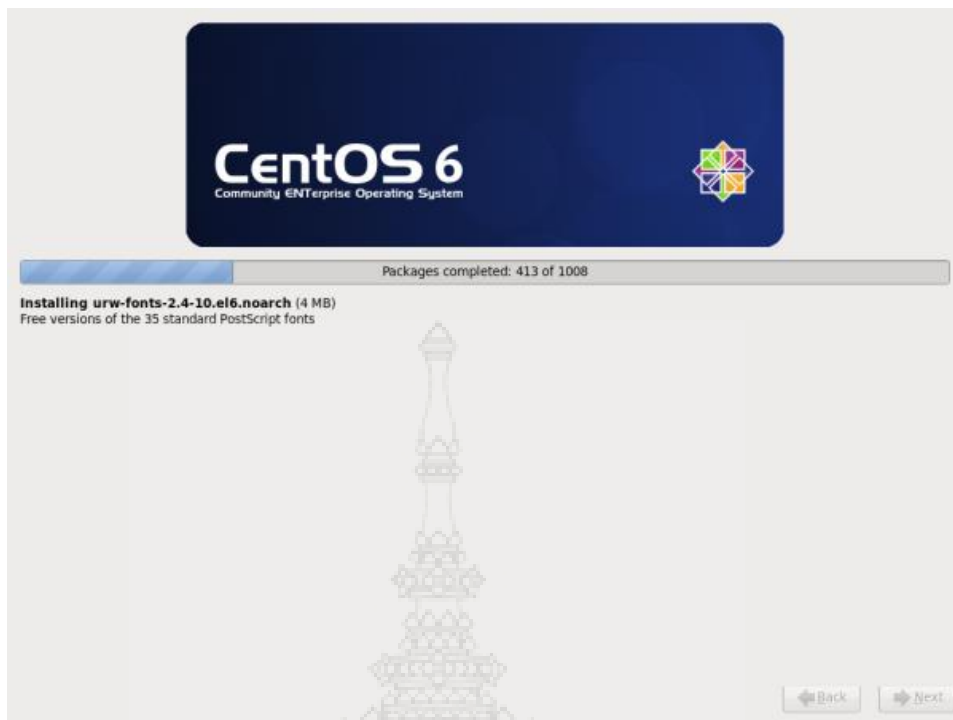 CentOS 6
Community ENTerprise Operating System
Packages completed: 413 of 1008
Installing urw-fonts-2.4-10.el6.noarch (4 MB)
Free versions of the 35 standard PostScript fonts
Back
Next